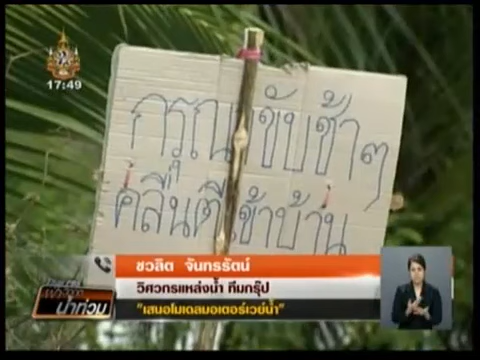 17:49
กรุณาขับช้าๆ
คลื่นตีเข้าบ้าน
ชวลิต จันทรรัตน์
วิศวกรแหล่งน้ำ ทีมกรุ๊ป
"เสนอโมเดลมอเตอร์เวย์น้ำ"
น้ำท่วม